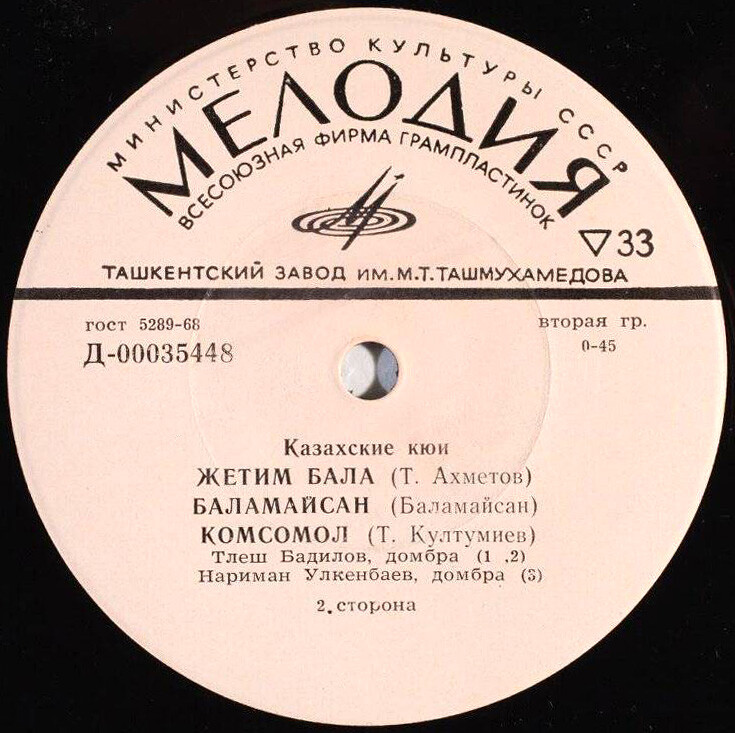 МИНИСТЕРСТВО КУЛЬТУРЫ СССР
МЕЛОДИЯ
ВСЕСОЮЗНАЯ ФИРМА ГРАМПЛАСТИНОК
▽33
ТАШКЕНТСКИЙ ЗАВОД ИМ.М.Т.ТАШМУХАМЕДОВА
гост 5289-68
вторая гр.
Д-00035448
0-45
Казахские кюи
ЖЕТИМ БАЛА (Т. Ахметов)
БАЛАМАЙСАН (Баламайсан)
КОМСОМОЛ (Т. Култумиев)
Тлеш Бадилов, домбра (1 ,2)
Нариман Улкенбаев, домбра (3)
2.сторона